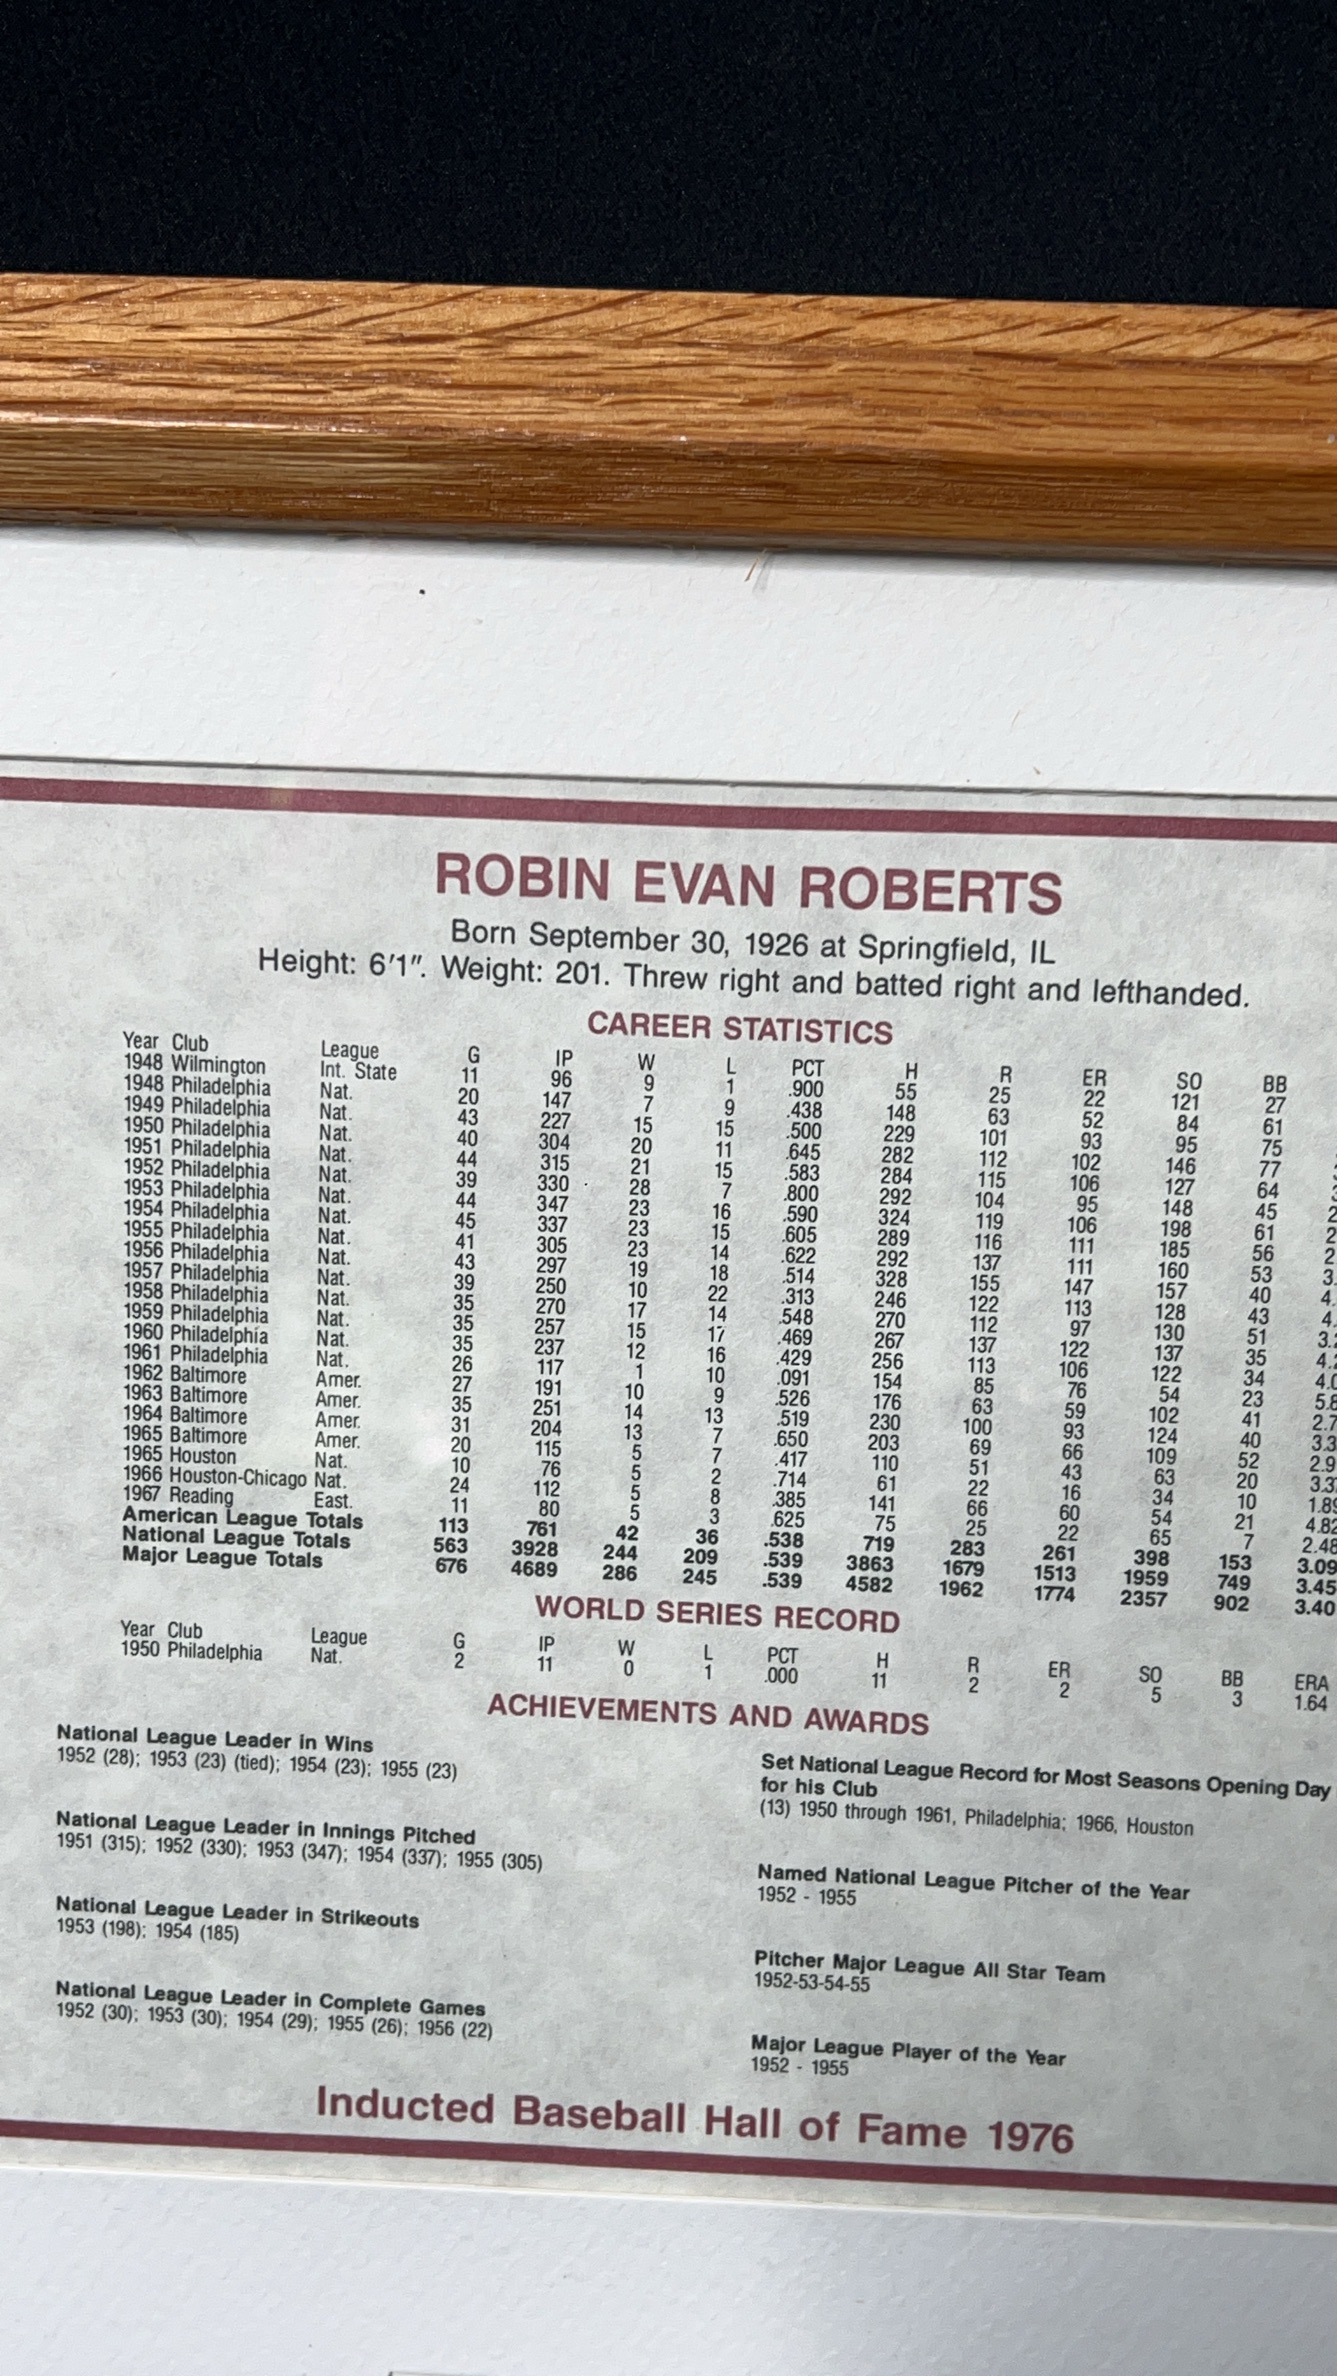 ROBIN EVAN ROBERTS
Born September 30, 1926 at Springfield, IL
Height: 6'1". Weight: 201. Threw right and batted right and lefthanded.
CAREER STATISTICS
Year Club League G IP W L PCT H R ER SO BB
1948 Wilmington Int. State 11 96 9 1 .900 55 25 22 121 27
1948 Philadelphia Nat. 20 147 7 9 .438 148 63 52 84 61
1949 Philadelphia Nat. 43 227 15 15 .500 229 101 93 95 75
1950 Philadelphia Nat. 40 304 20 11 .645 282 112 102 146 77
1951 Philadelphia Nat. 44 315 21 15 .583 284 115 106 127 64
1952 Philadelphia Nat. 39 330 28 7 .800 292 104 95 148 45
1953 Philadelphia Nat. 44 347 23 16 .590 324 119 106 198 61
1954 Philadelphia Nat. 45 337 23 15 .605 289 116 111 185 56
1955 Philadelphia Nat. 41 305 23 14 .622 292 137 111 160 53
1956 Philadelphia Nat. 43 297 19 18 .514 328 155 147 157 40
1957 Philadelphia Nat. 39 250 10 22 .313 246 122 113 128 43
1958 Philadelphia Nat. 35 270 17 14 .548 270 112 97 130 51
1959 Philadelphia Nat. 35 257 15 17 .469 267 137 122 137 35
1960 Philadelphia Nat. 35 237 12 16 .429 256 113 106 122 34
1961 Philadelphia Nat. 26 117 1 10 .091 154 85 76 54 23
1962 Baltimore Amer. 27 191 10 9 .526 176 63 59 102 41
1963 Baltimore Amer. 35 251 14 13 .519 230 100 93 124 40
1964 Baltimore Amer. 31 204 13 7 .650 203 69 66 109 52
1965 Baltimore Amer. 20 115 5 7 .417 110 51 43 63 20
1965 Houston Nat. 10 76 5 2 .714 61 22 16 34 10 1.89
1966 Houston-Chicago Nat. 24 112 5 8 .385 141 66 60 54 21 4.82
1967 Reading East. 11 80 5 3 .625 75 25 22 65 7 2.48
American League Totals 113 761 42 36 .538 719 283 261 398 153 3.09
National League Totals 563 3928 244 209 .539 3863 1679 1513 1959 749 3.45
Major League Totals 676 4689 286 245 .539 4582 1962 1774 2357 902 3.40
WORLD SERIES RECORD
Year Club League G IP W L PCT H R ER SO BB ERA
1950 Philadelphia Nat. 2 11 0 1 .000 11 2 2 5 3 1.64
ACHIEVEMENTS AND AWARDS
National League Leader in Wins
1952 (28); 1953 (23) (tied); 1954 (23); 1955 (23)
National League Leader in Innings Pitched
1951 (315); 1952 (330); 1953 (347); 1954 (337); 1955 (305)
National League Leader in Strikeouts
1953 (198); 1954 (185)
National League Leader in Complete Games
1952 (30); 1953 (30); 1954 (29); 1955 (26); 1956 (22)
Set National League Record for Most Seasons Opening Day
for his Club
(13) 1950 through 1961, Philadelphia; 1966, Houston
Named National League Pitcher of the Year
1952 - 1955
Pitcher Major League All Star Team
1952-53-54-55
Major League Player of the Year
1952 - 1955
Inducted Baseball Hall of Fame 1976